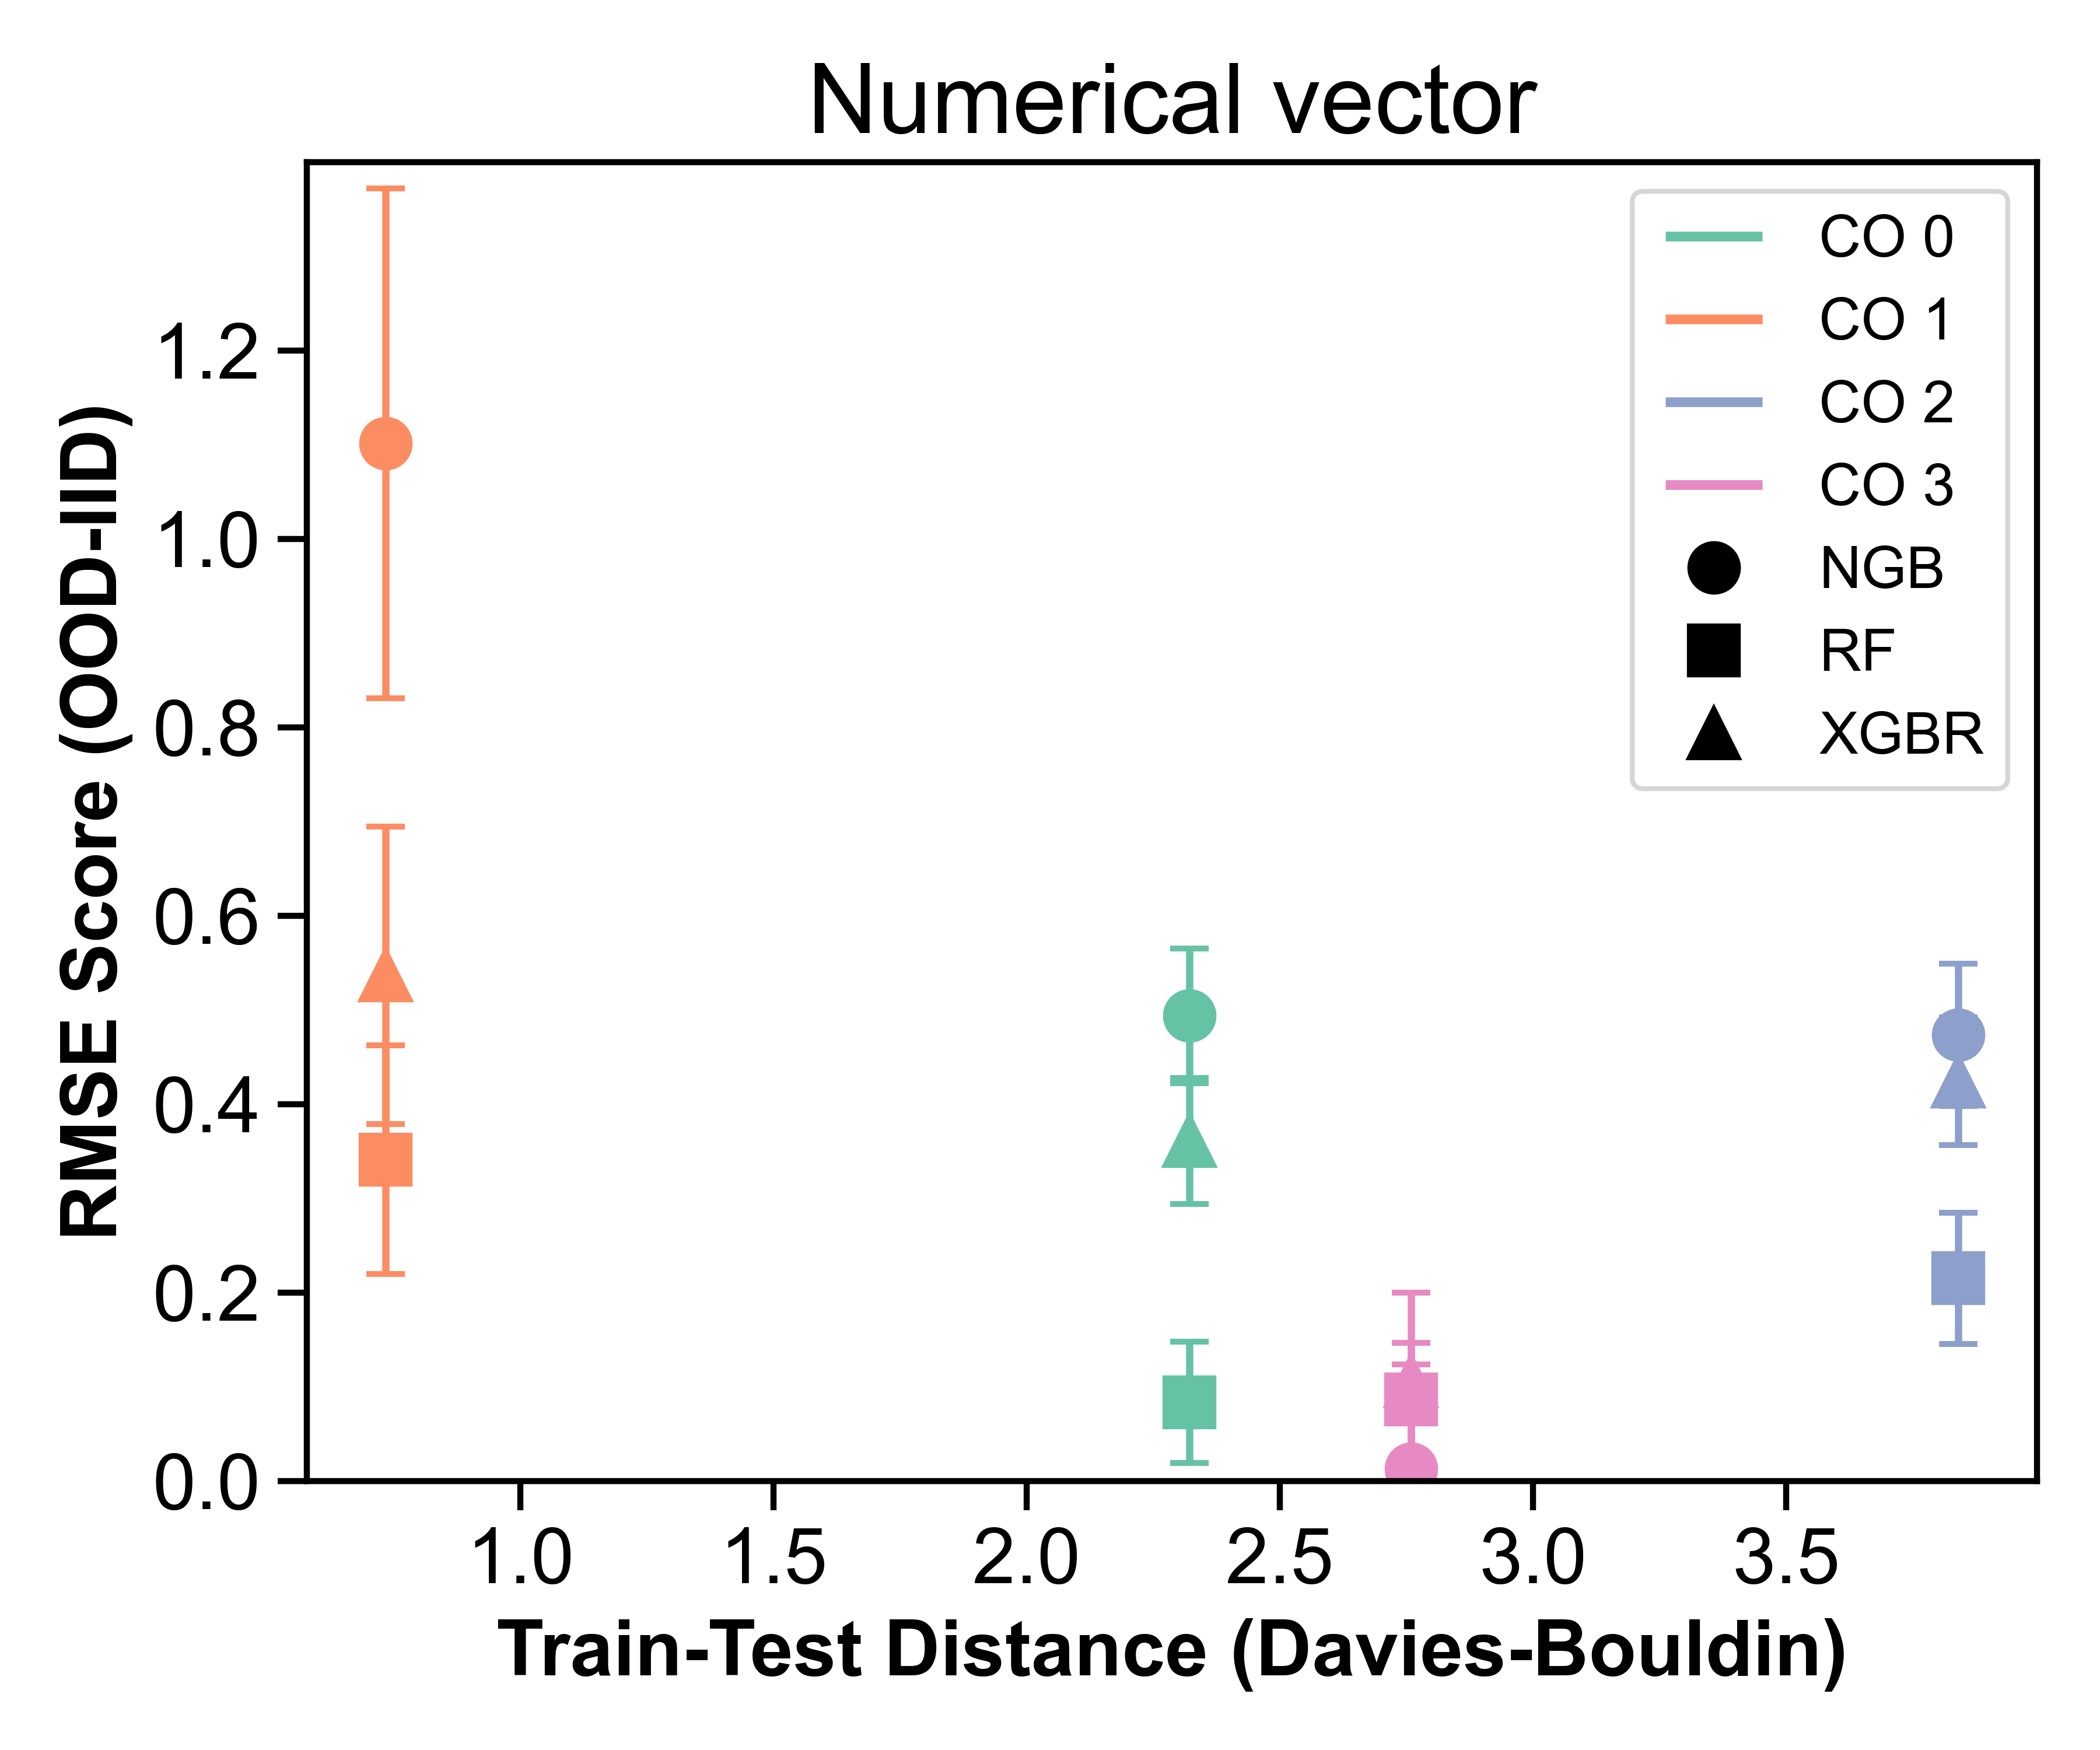 Numerical vector
RMSE Score (OOD-IID)
1.2
1.0
0.8
0.6
0.4
0.2
0.0
CO 0
CO 1
CO 2
CO 3
NGB
RF
XGBR
1.0 1.5 2.0 2.5 3.0 3.5
Train-Test Distance (Davies-Bouldin)